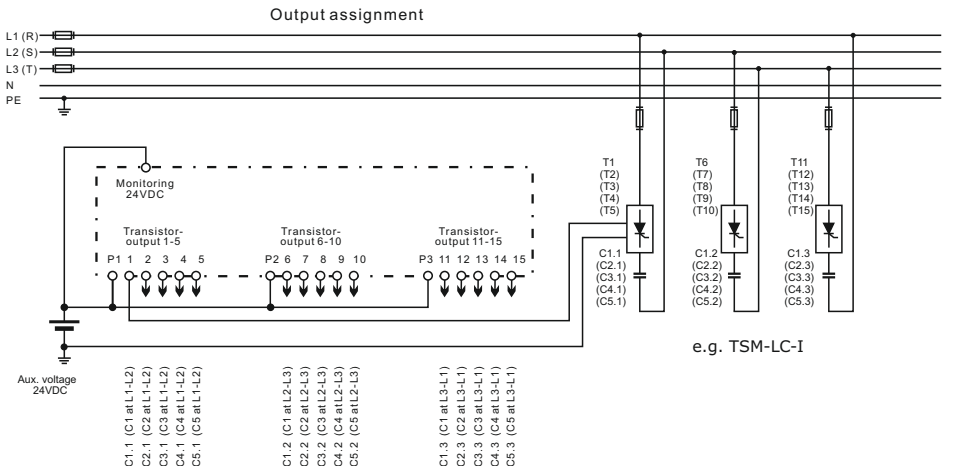 Output assignment
L1 (R)
L2 (S)
L3 (T)
N
PE
Monitoring
24VDC
Transistor-
output 1-5
Transistor-
output 6-10
Transistor-
output 11-15
P1 1 2 3 4 5
P2 6 7 8 9 10
P3 11 12 13 14 15
T1
(T2)
(T3)
(T4)
(T5)
T6
(T7)
(T8)
(T9)
(T10)
T11
(T12)
(T13)
(T14)
(T15)
C1.1
(C2.1)
(C3.1)
(C4.1)
(C5.1)
C1.2
(C2.2)
(C3.2)
(C4.2)
(C5.2)
C1.3
(C2.3)
(C3.3)
(C4.3)
(C5.3)
e.g. TSM-LC-I
Aux. voltage
24VDC
C1.1 (C1 at L1-L2)
C2.1 (C2 at L1-L2)
C3.1 (C3 at L1-L2)
C4.1 (C4 at L1-L2)
C5.1 (C5 at L1-L2)
C1.2 (C1 at L2-L3)
C2.2 (C2 at L2-L3)
C3.2 (C3 at L2-L3)
C4.2 (C4 at L2-L3)
C5.2 (C5 at L2-L3)
C1.3 (C1 at L3-L1)
C2.3 (C2 at L3-L1)
C3.3 (C3 at L3-L1)
C4.3 (C4 at L3-L1)
C5.3 (C5 at L3-L1)